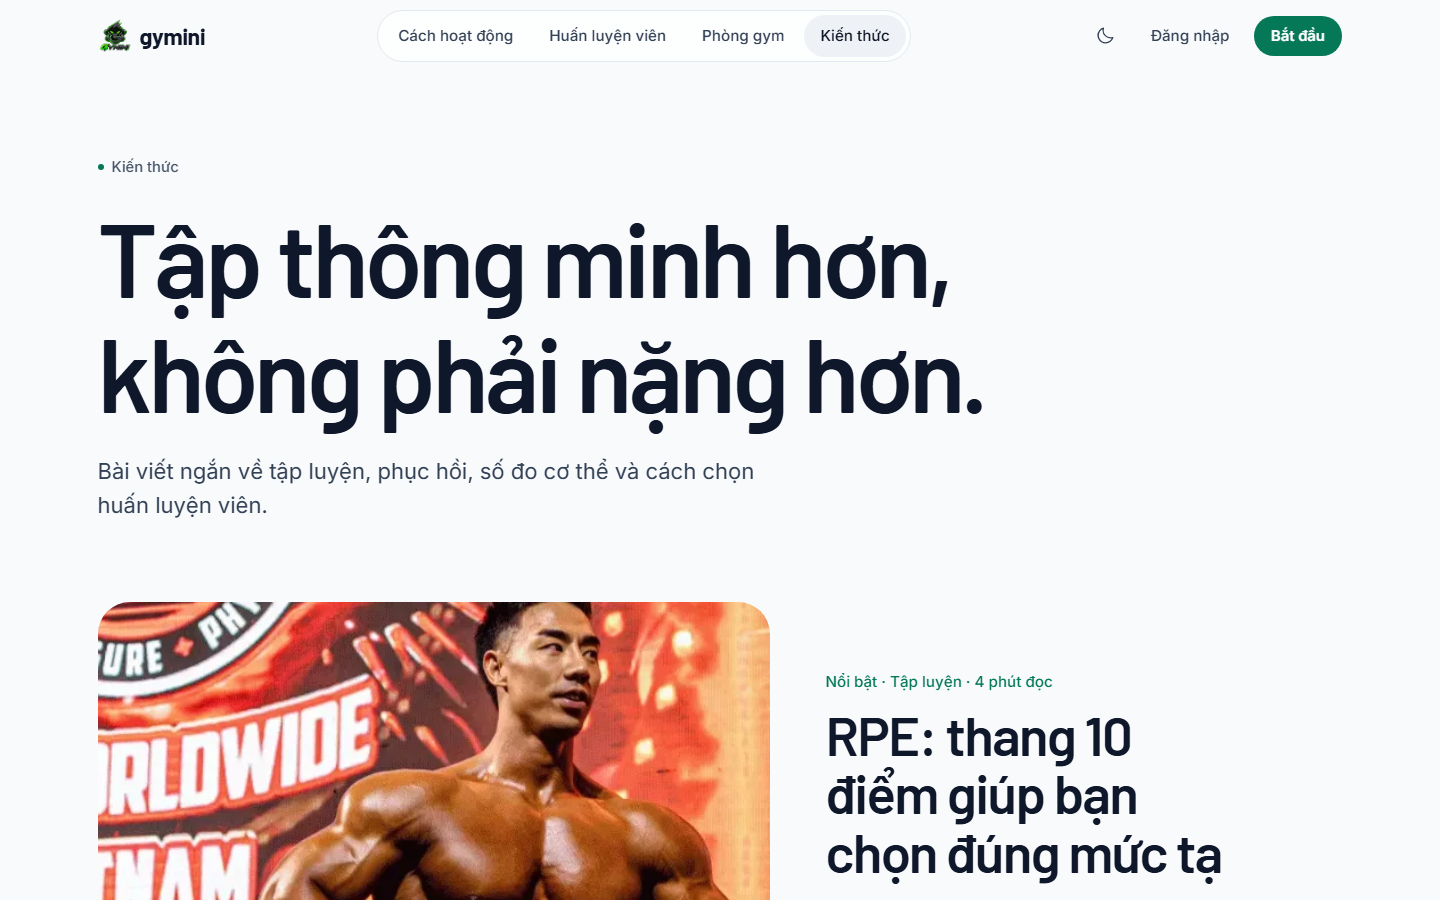 gymini
Cách hoạt động
Huấn luyện viên
Phòng gym
Kiến thức
Đăng nhập
Bắt đầu
Kiến thức
Tập thông minh hơn,
không phải nặng hơn.
Bài viết ngắn về tập luyện, phục hồi, số đo cơ thể và cách chọn
huấn luyện viên.
Nổi bật · Tập luyện · 4 phút đọc
RPE: thang 10
điểm giúp bạn
chọn đúng mức tạ